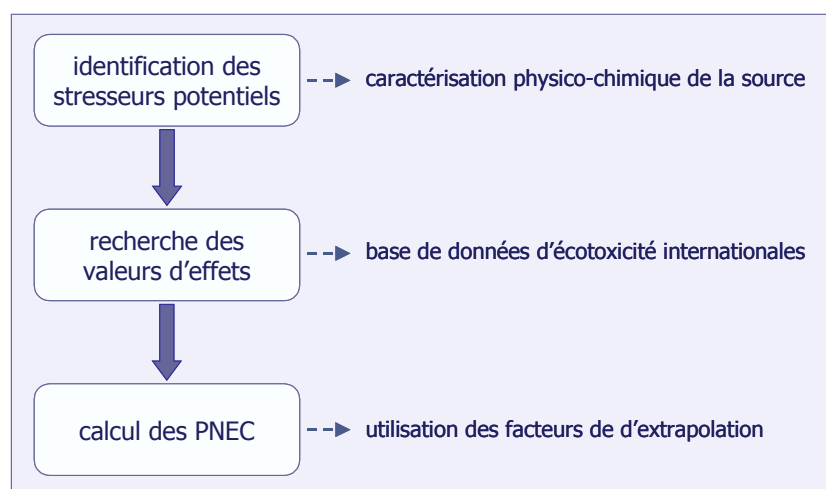 identification des
stresseurs potentiels
caractérisation physico-chimique de la source
recherche des
valeurs d'effets
base de données d'écotoxicité internationales
calcul des PNEC
utilisation des facteurs de d'extrapolation